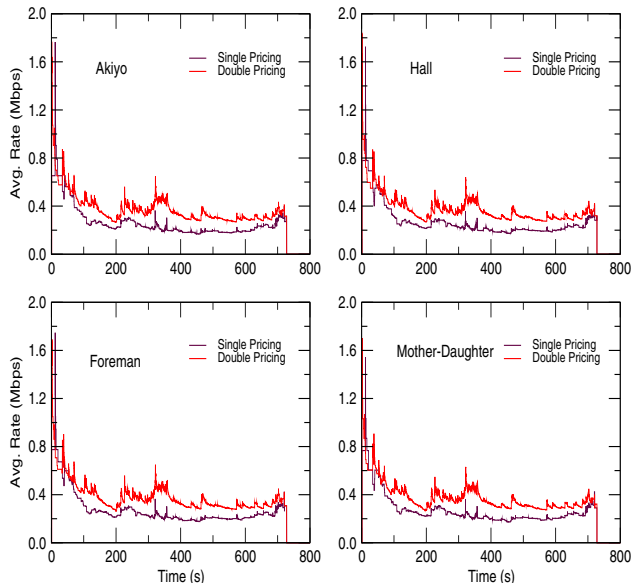 2.0
1.6
1.2
0.8
0.4
0.0
Avg. Rate (Mbps)
Akiyo
Single Pricing
Double Pricing
0 200 400 600 800
2.0
1.6
1.2
0.8
0.4
0.0
Hall
Single Pricing
Double Pricing
0 200 400 600 800
2.0
1.6
1.2
0.8
0.4
0
Avg. Rate (Mbps)
Foreman
Single Pricing
Double Pricing
0 200 400 600 800
Time (s)
2.0
1.6
1.2
0.8
0.4
0
Mother-Daughter
Single Pricing
Double Pricing
0 200 400 600 800
Time (s)